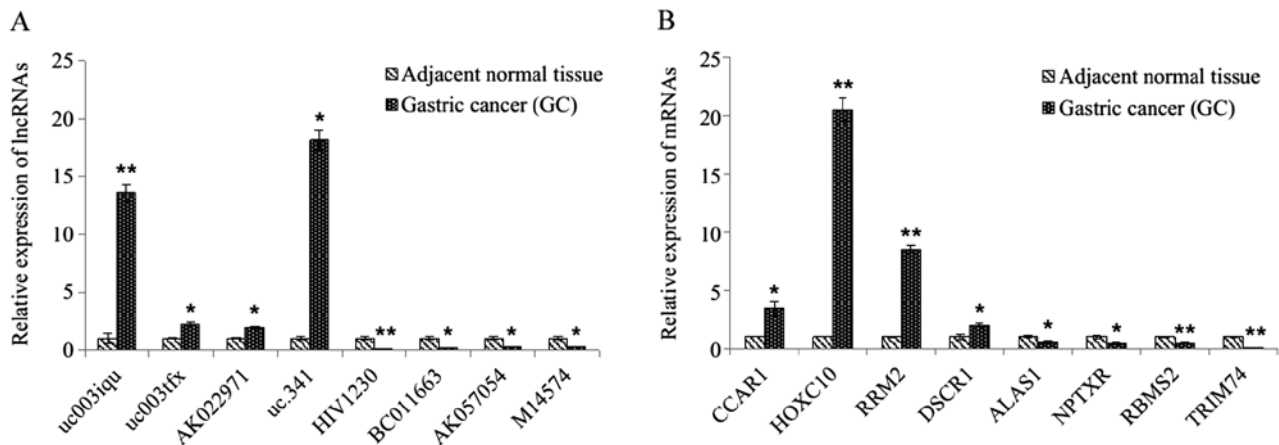 A
Relative expression of lncRNAs
25
20
15
10
5
0
Adjacent normal tissue
Gastric cancer (GC)
**
*
*
*
**
*
*
*
uc003iqu
uc003tfx
AK022971
uc.341
HIV1230
BC011663
AK057054
M14574
B
Relative expression of mRNAs
25
20
15
10
5
0
Adjacent normal tissue
Gastric cancer (GC)
*
**
**
*
*
*
**
**
CCAR1
HOXC10
RRM2
DSCR1
ALAS1
NPTXR
RBMS2
TRIM74